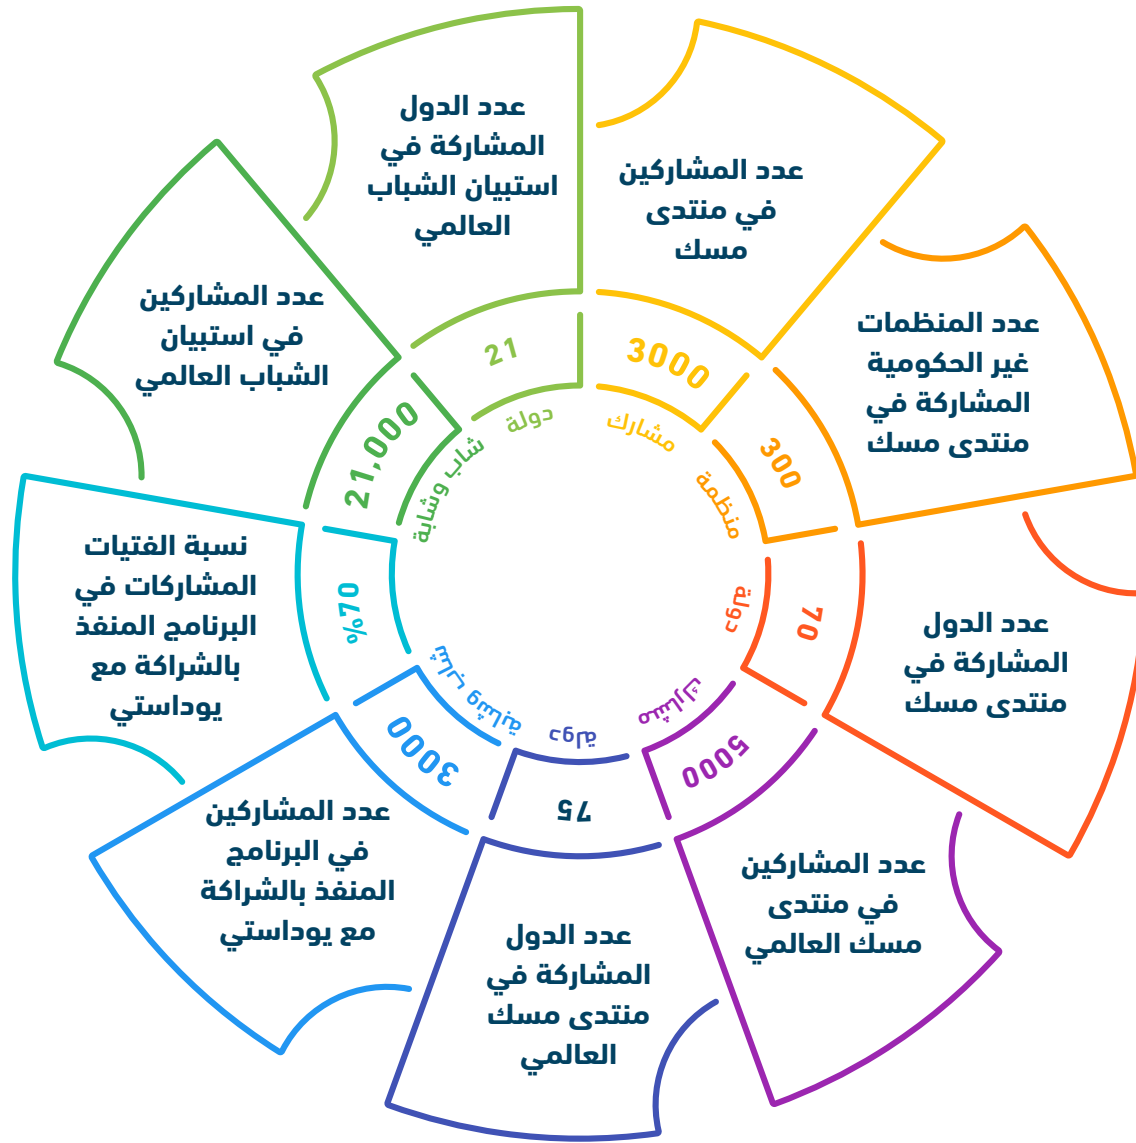 عدد المشاركين
في منتدى
مسك
3000
مشارك
عدد المنظمات
غير الحكومية
المشاركة في
منتدى مسك
300
منظمة
عدد الدول
المشاركة في
منتدى مسك
70
دولة
عدد المشاركين
في منتدى
مسك العالمي
5000
مشارك
عدد الدول
المشاركة في
منتدى مسك
العالمي
75
دولة
عدد المشاركين
في البرنامج
المنفذ بالشراكة
مع يوداستي
3000
شاب وشابة
نسبة الفتيات
المشاركات في
البرنامج المنفذ
بالشراكة مع
يوداستي
%70
عدد المشاركين
في استبيان
الشباب العالمي
21,000
شاب وشابة
عدد الدول
المشاركة في
استبيان الشباب
العالمي
21
دولة